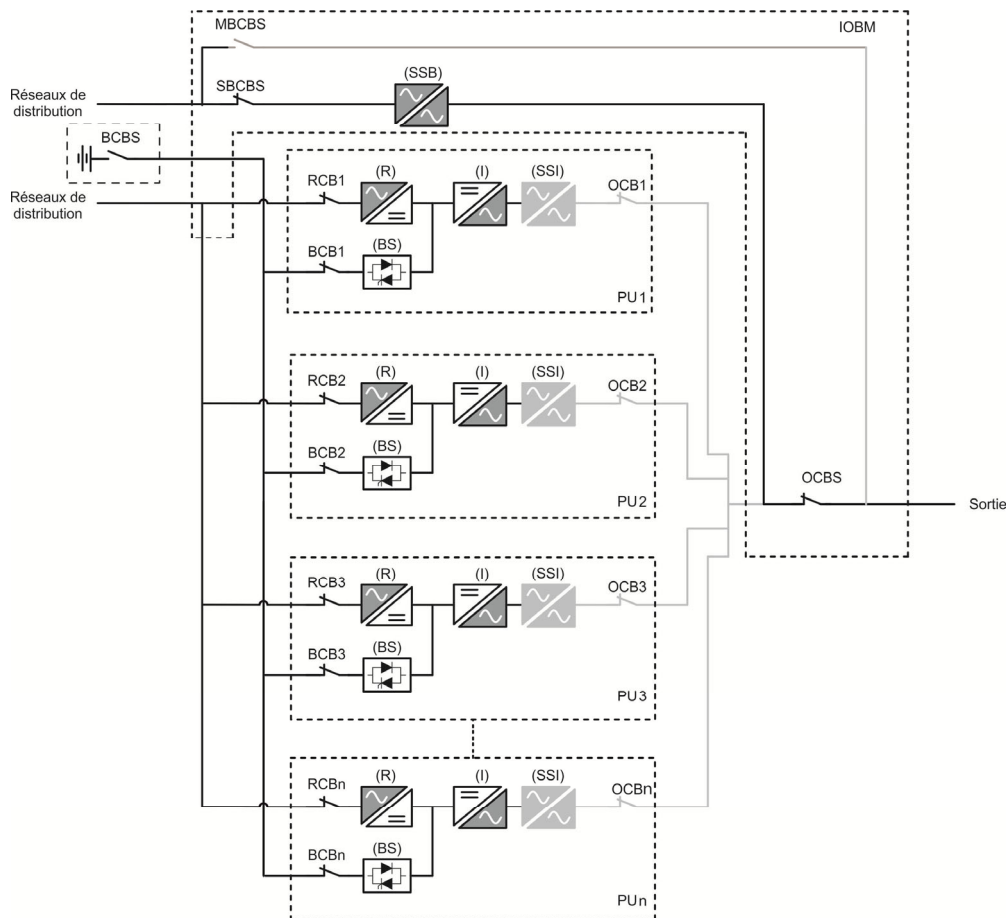 MBCBS
IOBM
(SSB)
SBCBS
Réseaux de
distribution
BCBS
Réseaux de
distribution
RCB1
(R)
(I)
(SSI)
OCB1
BCB1
(BS)
PU1
RCB2
(R)
(I)
(SSI)
OCB2
BCB2
(BS)
PU2
OCBS
Sortie
RCB3
(R)
(I)
(SSI)
OCB3
BCB3
(BS)
PU3
RCBn
(R)
(I)
(SSI)
OCBn
BCBn
(BS)
PUn